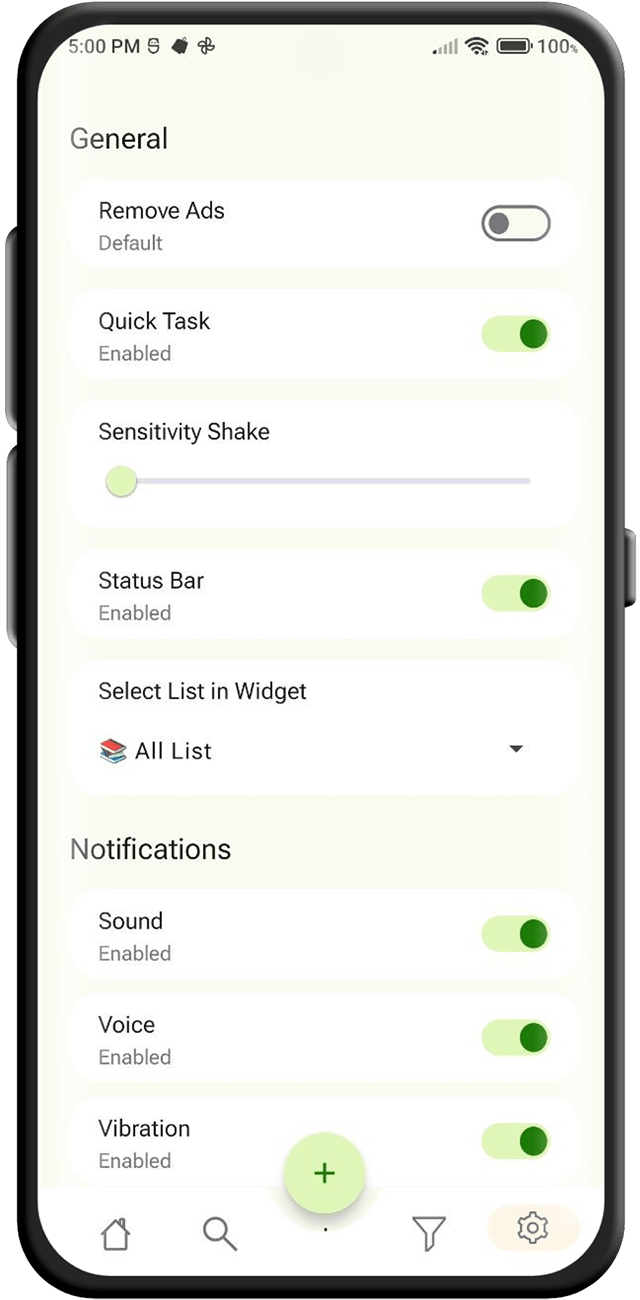 5:00 PM 100%
General
Remove Ads
Default
Quick Task
Enabled
Sensitivity Shake
Status Bar
Enabled
Select List in Widget
📚 All List
Notifications
Sound
Enabled
Voice
Enabled
Vibration
Enabled
+